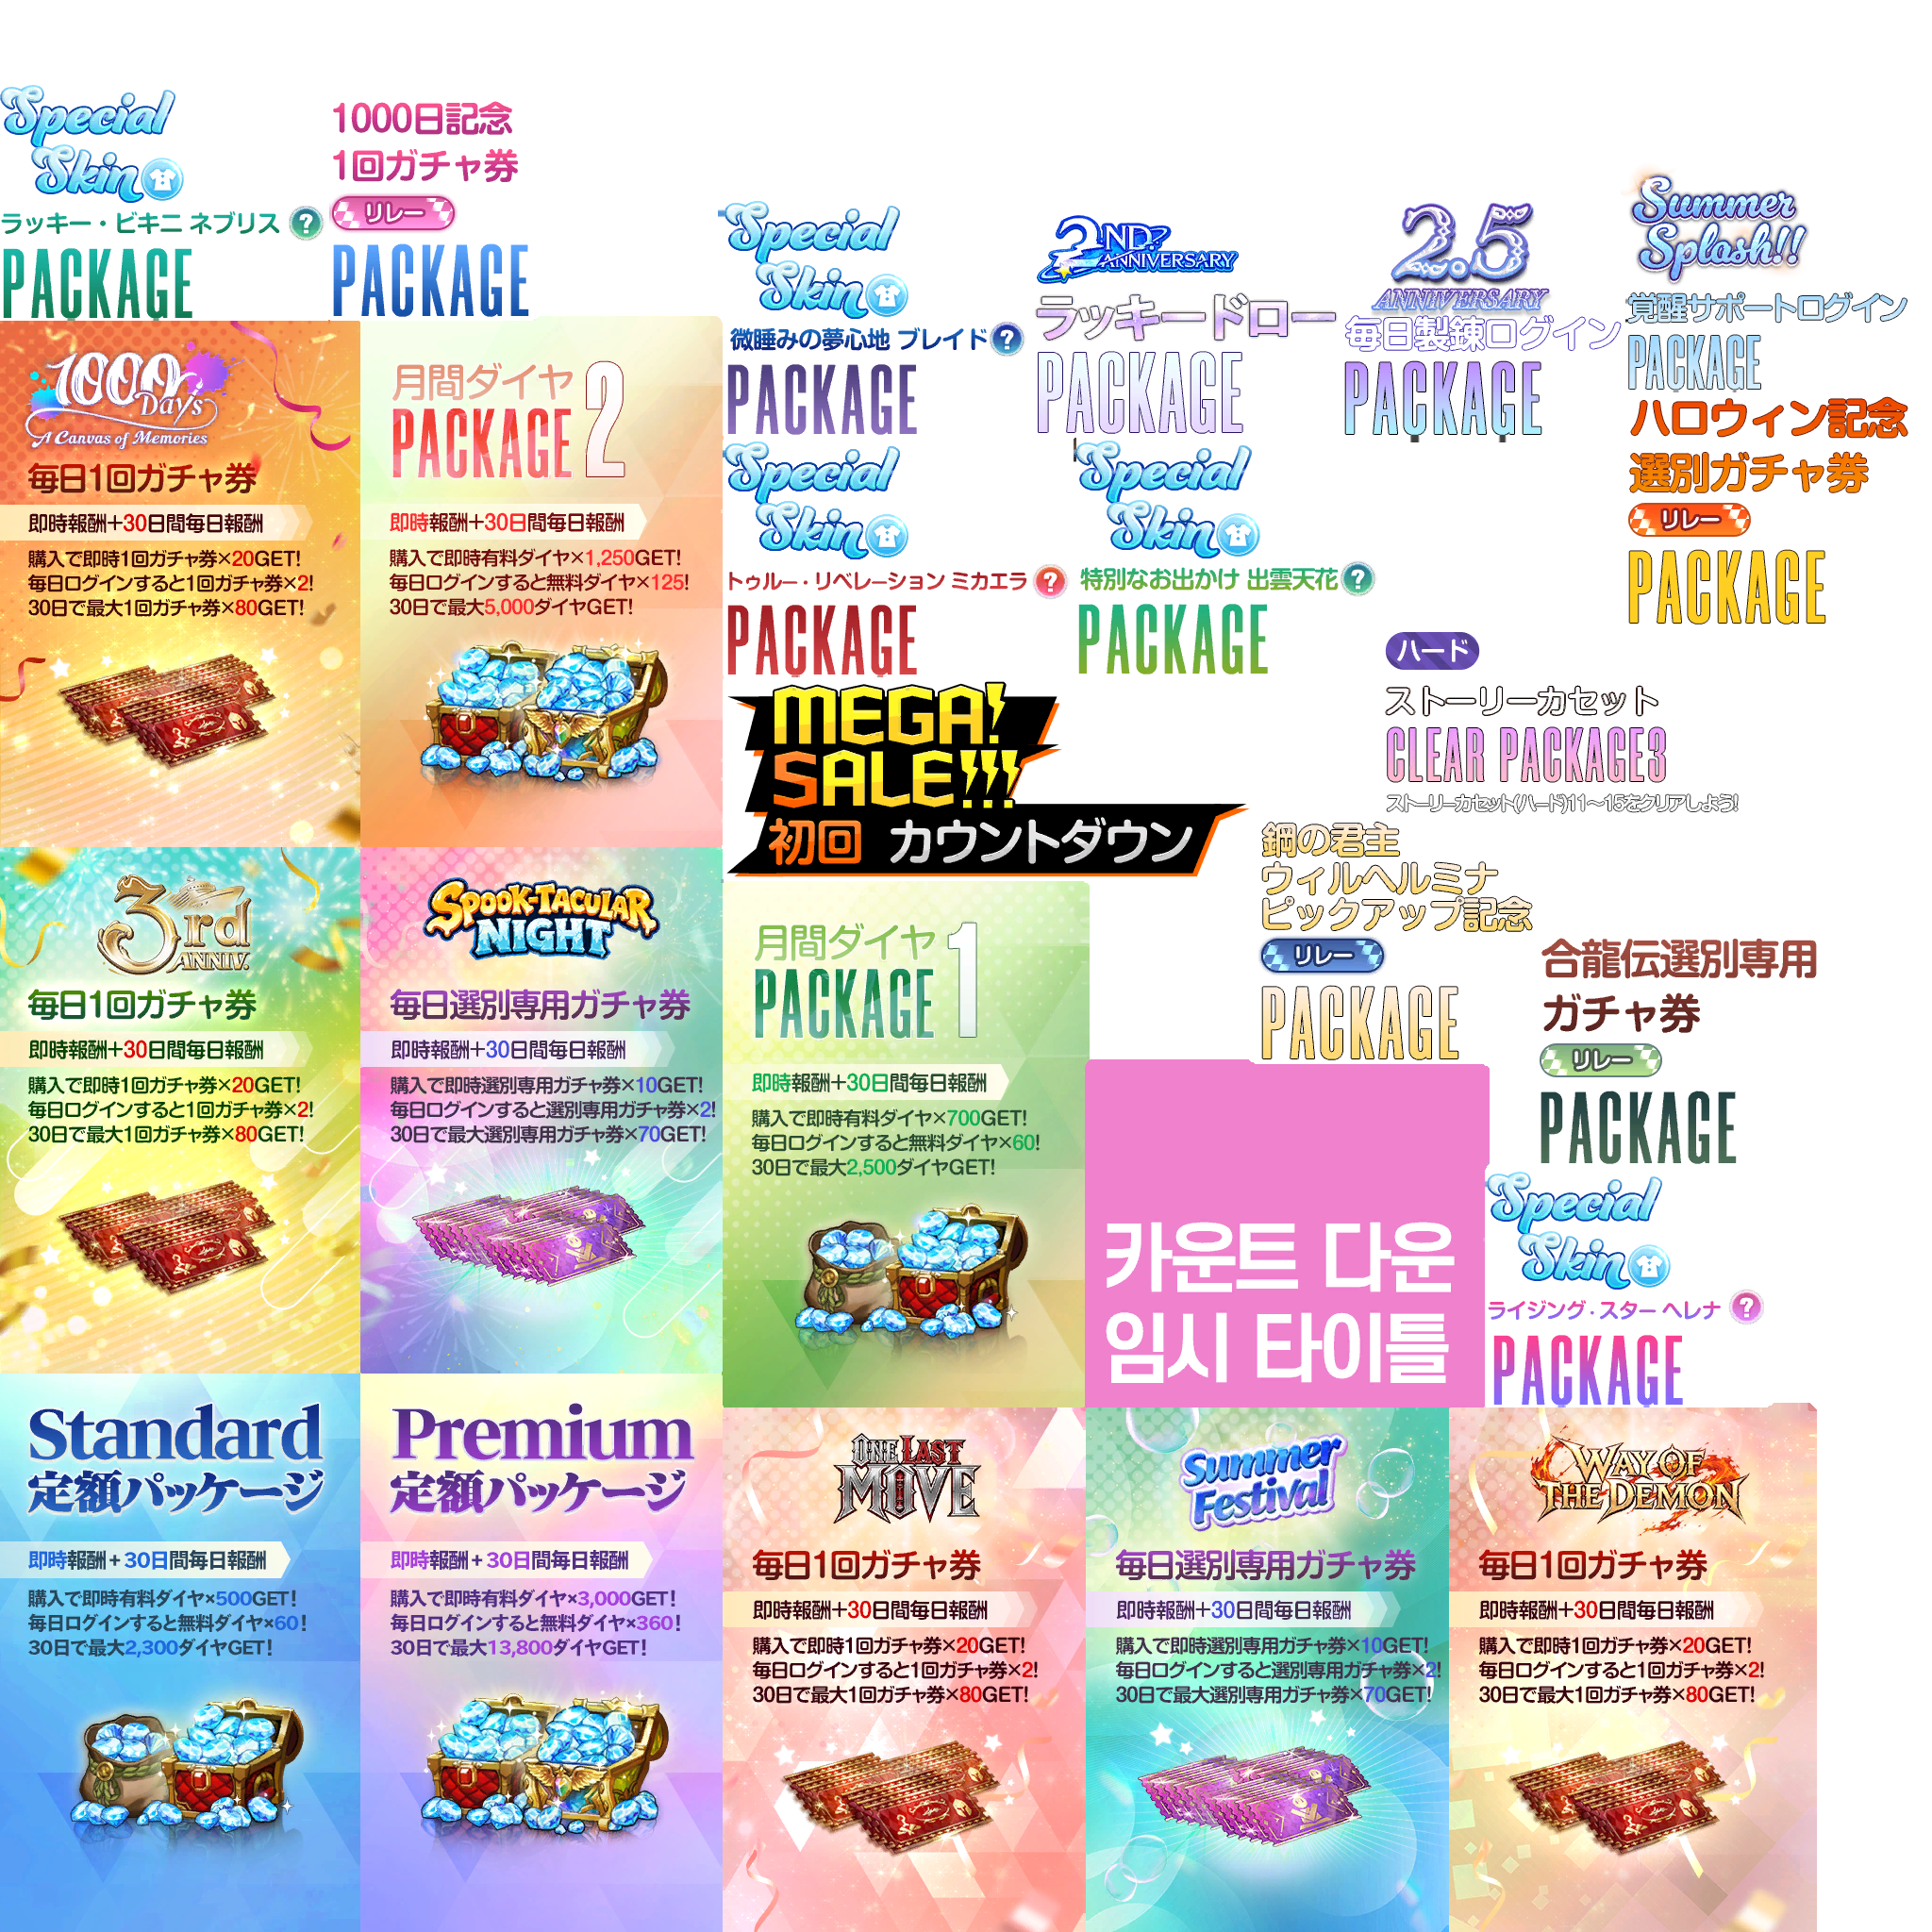 Special
Skin
ラッキー・ビキニ ネブリス ?
PACKAGE
1000日記念
1回ガチャ券
リレー
PACKAGE
Special
Skin
微睡みの夢心地 ブレイド ?
PACKAGE
2ND.
ANNIVERSARY
ラッキードロー
PACKAGE
2.5
ANNIVERSARY
毎日製錬ログイン
PACKAGE
Summer
Splash!!
覚醒サポートログイン
PACKAGE
ハロウィン記念
選別ガチャ券
リレー
PACKAGE
1000
Days
A Canvas of Memories
毎日1回ガチャ券
即時報酬+30日間毎日報酬
購入で即時1回ガチャ券×20GET!
毎日ログインすると1回ガチャ券×2!
30日で最大1回ガチャ券×80GET!
月間ダイヤ
PACKAGE 2
即時報酬+30日間毎日報酬
購入で即時有料ダイヤ×1,250GET!
毎日ログインすると無料ダイヤ×125!
30日で最大5,000ダイヤGET!
Special
Skin
トゥルー・リベレーション ミカエラ ?
PACKAGE
Special
Skin
特別なお出かけ 出雲天花 ?
PACKAGE
ハード
ストーリーカセット
CLEAR PACKAGE3
ストーリーカセット(ハード)11～15をクリアしよう!
MEGA!
SALE!!!
初回 カウントダウン
鋼の君主
ウィルヘルミナ
ピックアップ記念
リレー
PACKAGE
合龍伝選別専用
ガチャ券
リレー
PACKAGE
3rd
ANNIV.
毎日1回ガチャ券
即時報酬+30日間毎日報酬
購入で即時1回ガチャ券×20GET!
毎日ログインすると1回ガチャ券×2!
30日で最大1回ガチャ券×80GET!
SPOOK-TACULAR
NIGHT
毎日選別専用ガチャ券
即時報酬+30日間毎日報酬
購入で即時選別専用ガチャ券×10GET!
毎日ログインすると選別専用ガチャ券×2!
30日で最大選別専用ガチャ券×70GET!
月間ダイヤ
PACKAGE 1
即時報酬+30日間毎日報酬
購入で即時有料ダイヤ×700GET!
毎日ログインすると無料ダイヤ×60!
30日で最大2,500ダイヤGET!
카운트 다운
임시 타이틀
Special
Skin
ライジング・スター ヘレナ ?
PACKAGE
Standard
定額パッケージ
即時報酬+30日間毎日報酬
購入で即時有料ダイヤ×500GET!
毎日ログインすると無料ダイヤ×60!
30日で最大2,300ダイヤGET!
Premium
定額パッケージ
即時報酬+30日間毎日報酬
購入で即時有料ダイヤ×3,000GET!
毎日ログインすると無料ダイヤ×360!
30日で最大13,800ダイヤGET!
ONE LAST
MOVE
毎日1回ガチャ券
即時報酬+30日間毎日報酬
購入で即時1回ガチャ券×20GET!
毎日ログインすると1回ガチャ券×2!
30日で最大1回ガチャ券×80GET!
Summer
Festival
毎日選別専用ガチャ券
即時報酬+30日間毎日報酬
購入で即時選別専用ガチャ券×10GET!
毎日ログインすると選別専用ガチャ券×2!
30日で最大選別専用ガチャ券×70GET!
WAY OF
THE DEMON
毎日1回ガチャ券
即時報酬+30日間毎日報酬
購入で即時1回ガチャ券×20GET!
毎日ログインすると1回ガチャ券×2!
30日で最大1回ガチャ券×80GET!